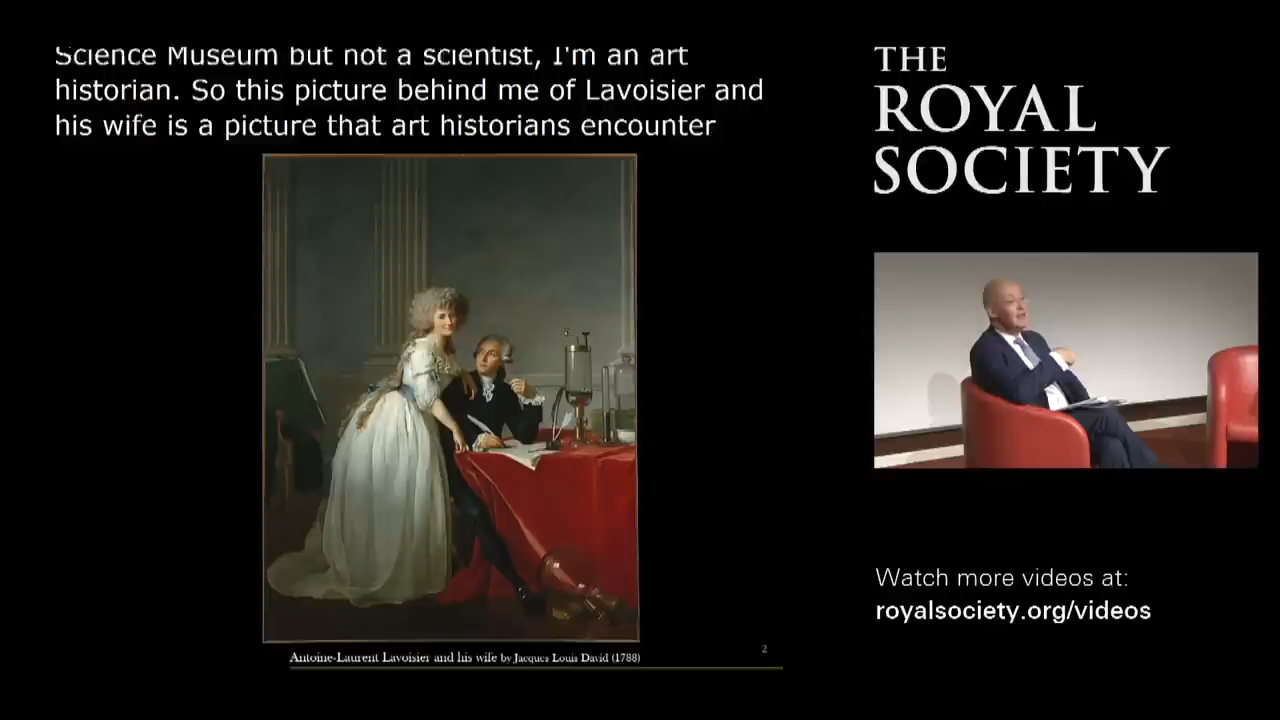 Science Museum but not a scientist, I'm an art
historian. So this picture behind me of Lavoisier and
his wife is a picture that art historians encounter
THE
ROYAL
SOCIETY
Watch more videos at:
royalsociety.org/videos
2
Antoine-Laurent Lavoisier and his wife by Jacques Louis David (1788)